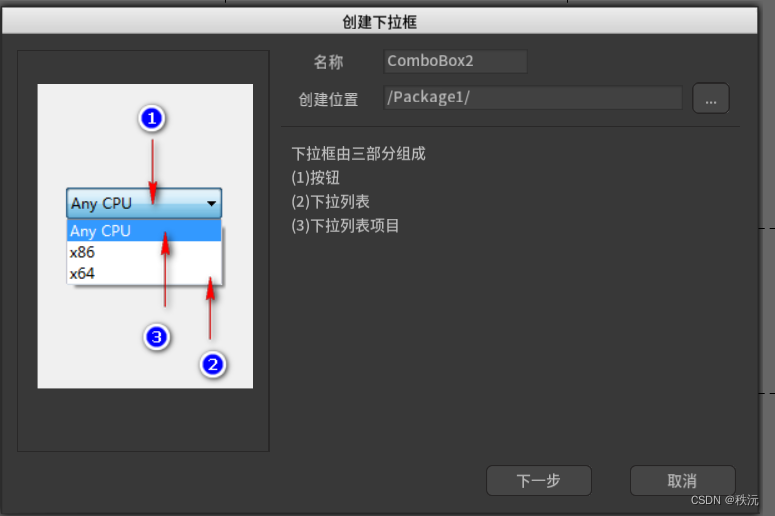 创建下拉框
名称 ComboBox2
创建位置 /Package1/ ...
1
Any CPU
Any CPU
x86
x64
3
2
下拉框由三部分组成
(1)按钮
(2)下拉列表
(3)下拉列表项目
下一步 取消
CSDN @秩沅